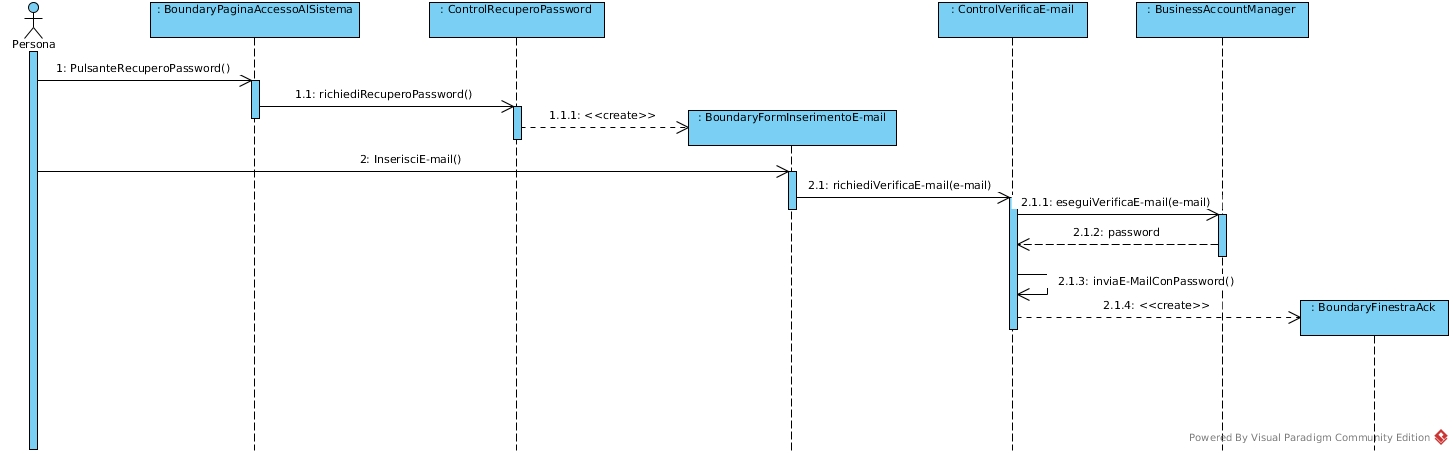 : BoundaryPaginaAccessoAlSistema
: ControlRecuperoPassword
: ControlVerificaE-mail
: BusinessAccountManager
Persona
1: PulsanteRecuperoPassword()
1.1: richiediRecuperoPassword()
1.1.1: <<create>>
: BoundaryFormInserimentoE-mail
2: InserisciE-mail()
2.1: richiediVerificaE-mail(e-mail)
2.1.1: eseguiVerificaE-mail(e-mail)
2.1.2: password
2.1.3: inviaE-MailConPassword()
2.1.4: <<create>>
: BoundaryFinestraAck
Powered By Visual Paradigm Community Edition